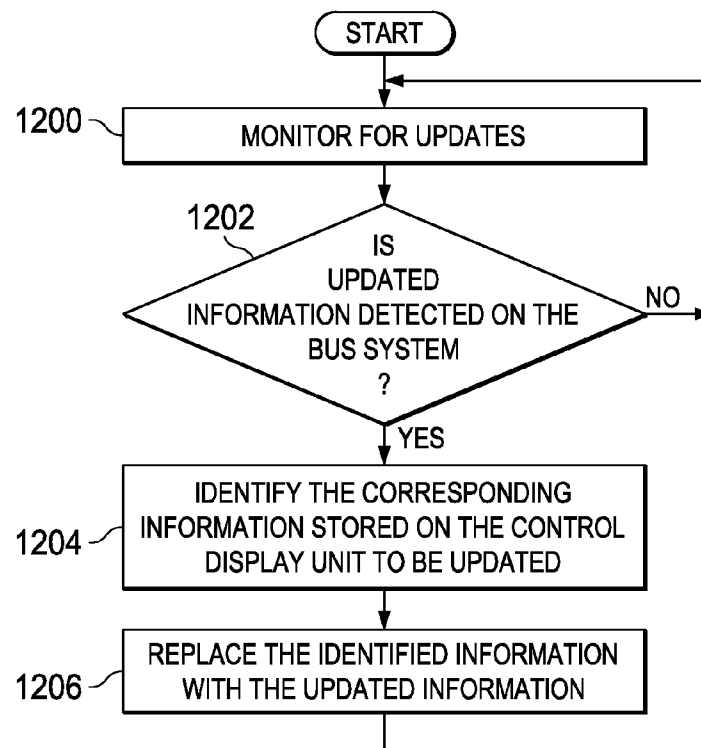 START
1200
MONITOR FOR UPDATES
1202
IS
UPDATED
INFORMATION DETECTED ON THE
BUS SYSTEM
?
NO
YES
1204
IDENTIFY THE CORRESPONDING
INFORMATION STORED ON THE CONTROL
DISPLAY UNIT TO BE UPDATED
1206
REPLACE THE IDENTIFIED INFORMATION
WITH THE UPDATED INFORMATION